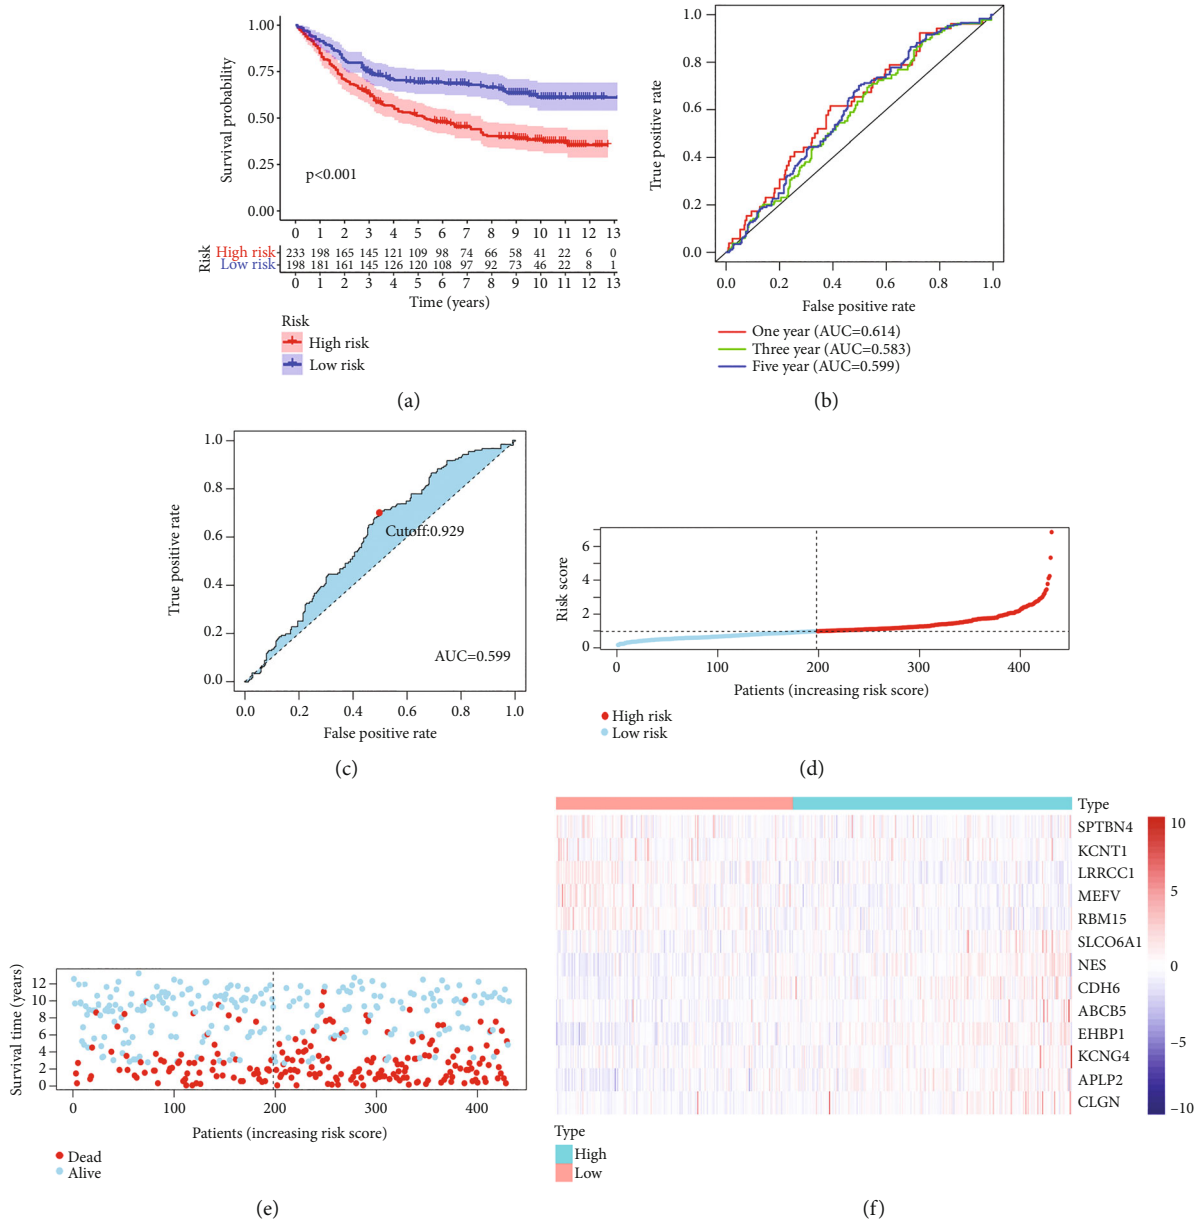 Survival probability
1.00
0.75
0.50
0.25
0.00
p<0.001
0 1 2 3 4 5 6 7 8 9 10 11 12 13
Risk
High risk 233 198 165 145 121 109 98 74 66 58 41 22 6 0
Low risk 198 181 161 145 126 120 108 97 92 73 46 22 8 1
0 1 2 3 4 5 6 7 8 9 10 11 12 13
Time (years)
Risk
High risk
Low risk
(a)
True positive rate
1.0
0.8
0.6
0.4
0.2
0.0
0.0 0.2 0.4 0.6 0.8 1.0
False positive rate
One year (AUC=0.614)
Three year (AUC=0.583)
Five year (AUC=0.599)
(b)
True positive rate
1.0
0.8
0.6
0.4
0.2
0.0
Cutoff:0.929
AUC=0.599
0.0 0.2 0.4 0.6 0.8 1.0
False positive rate
(c)
Risk score
6
4
2
0
0 100 200 300 400
Patients (increasing risk score)
High risk
Low risk
(d)
Survival time (years)
12
10
8
6
4
2
0
0 100 200 300 400
Patients (increasing risk score)
Dead
Alive
(e)
Type
SPTBN4
KCNT1
LRRCC1
MEFV
RBM15
SLCO6A1
NES
CDH6
ABCB5
EHBP1
KCNG4
APLP2
CLGN
10
5
0
−5
−10
Type
High
Low
(f)